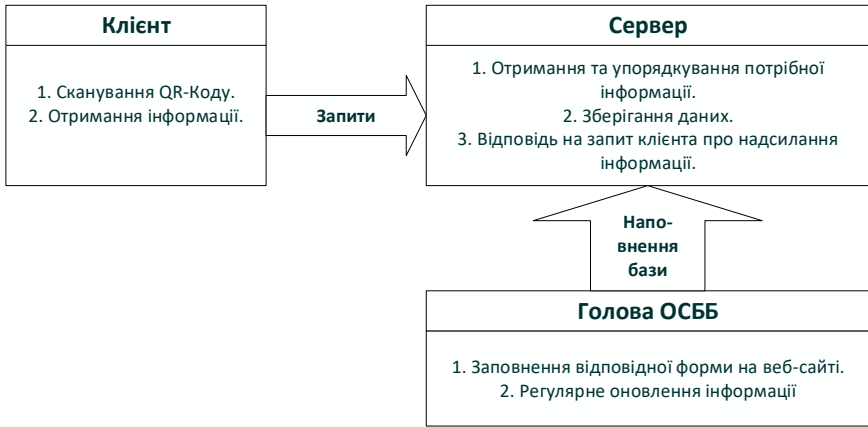 Клієнт
1. Сканування QR-Коду.
2. Отримання інформації.
Запити
Сервер
1. Отримання та упорядкування потрібної
інформації.
2. Зберігання даних.
3. Відповідь на запит клієнта про надсилання
інформації.
Напо-
внення
бази
Голова ОСББ
1. Заповнення відповідної форми на веб-сайті.
2. Регулярне оновлення інформації